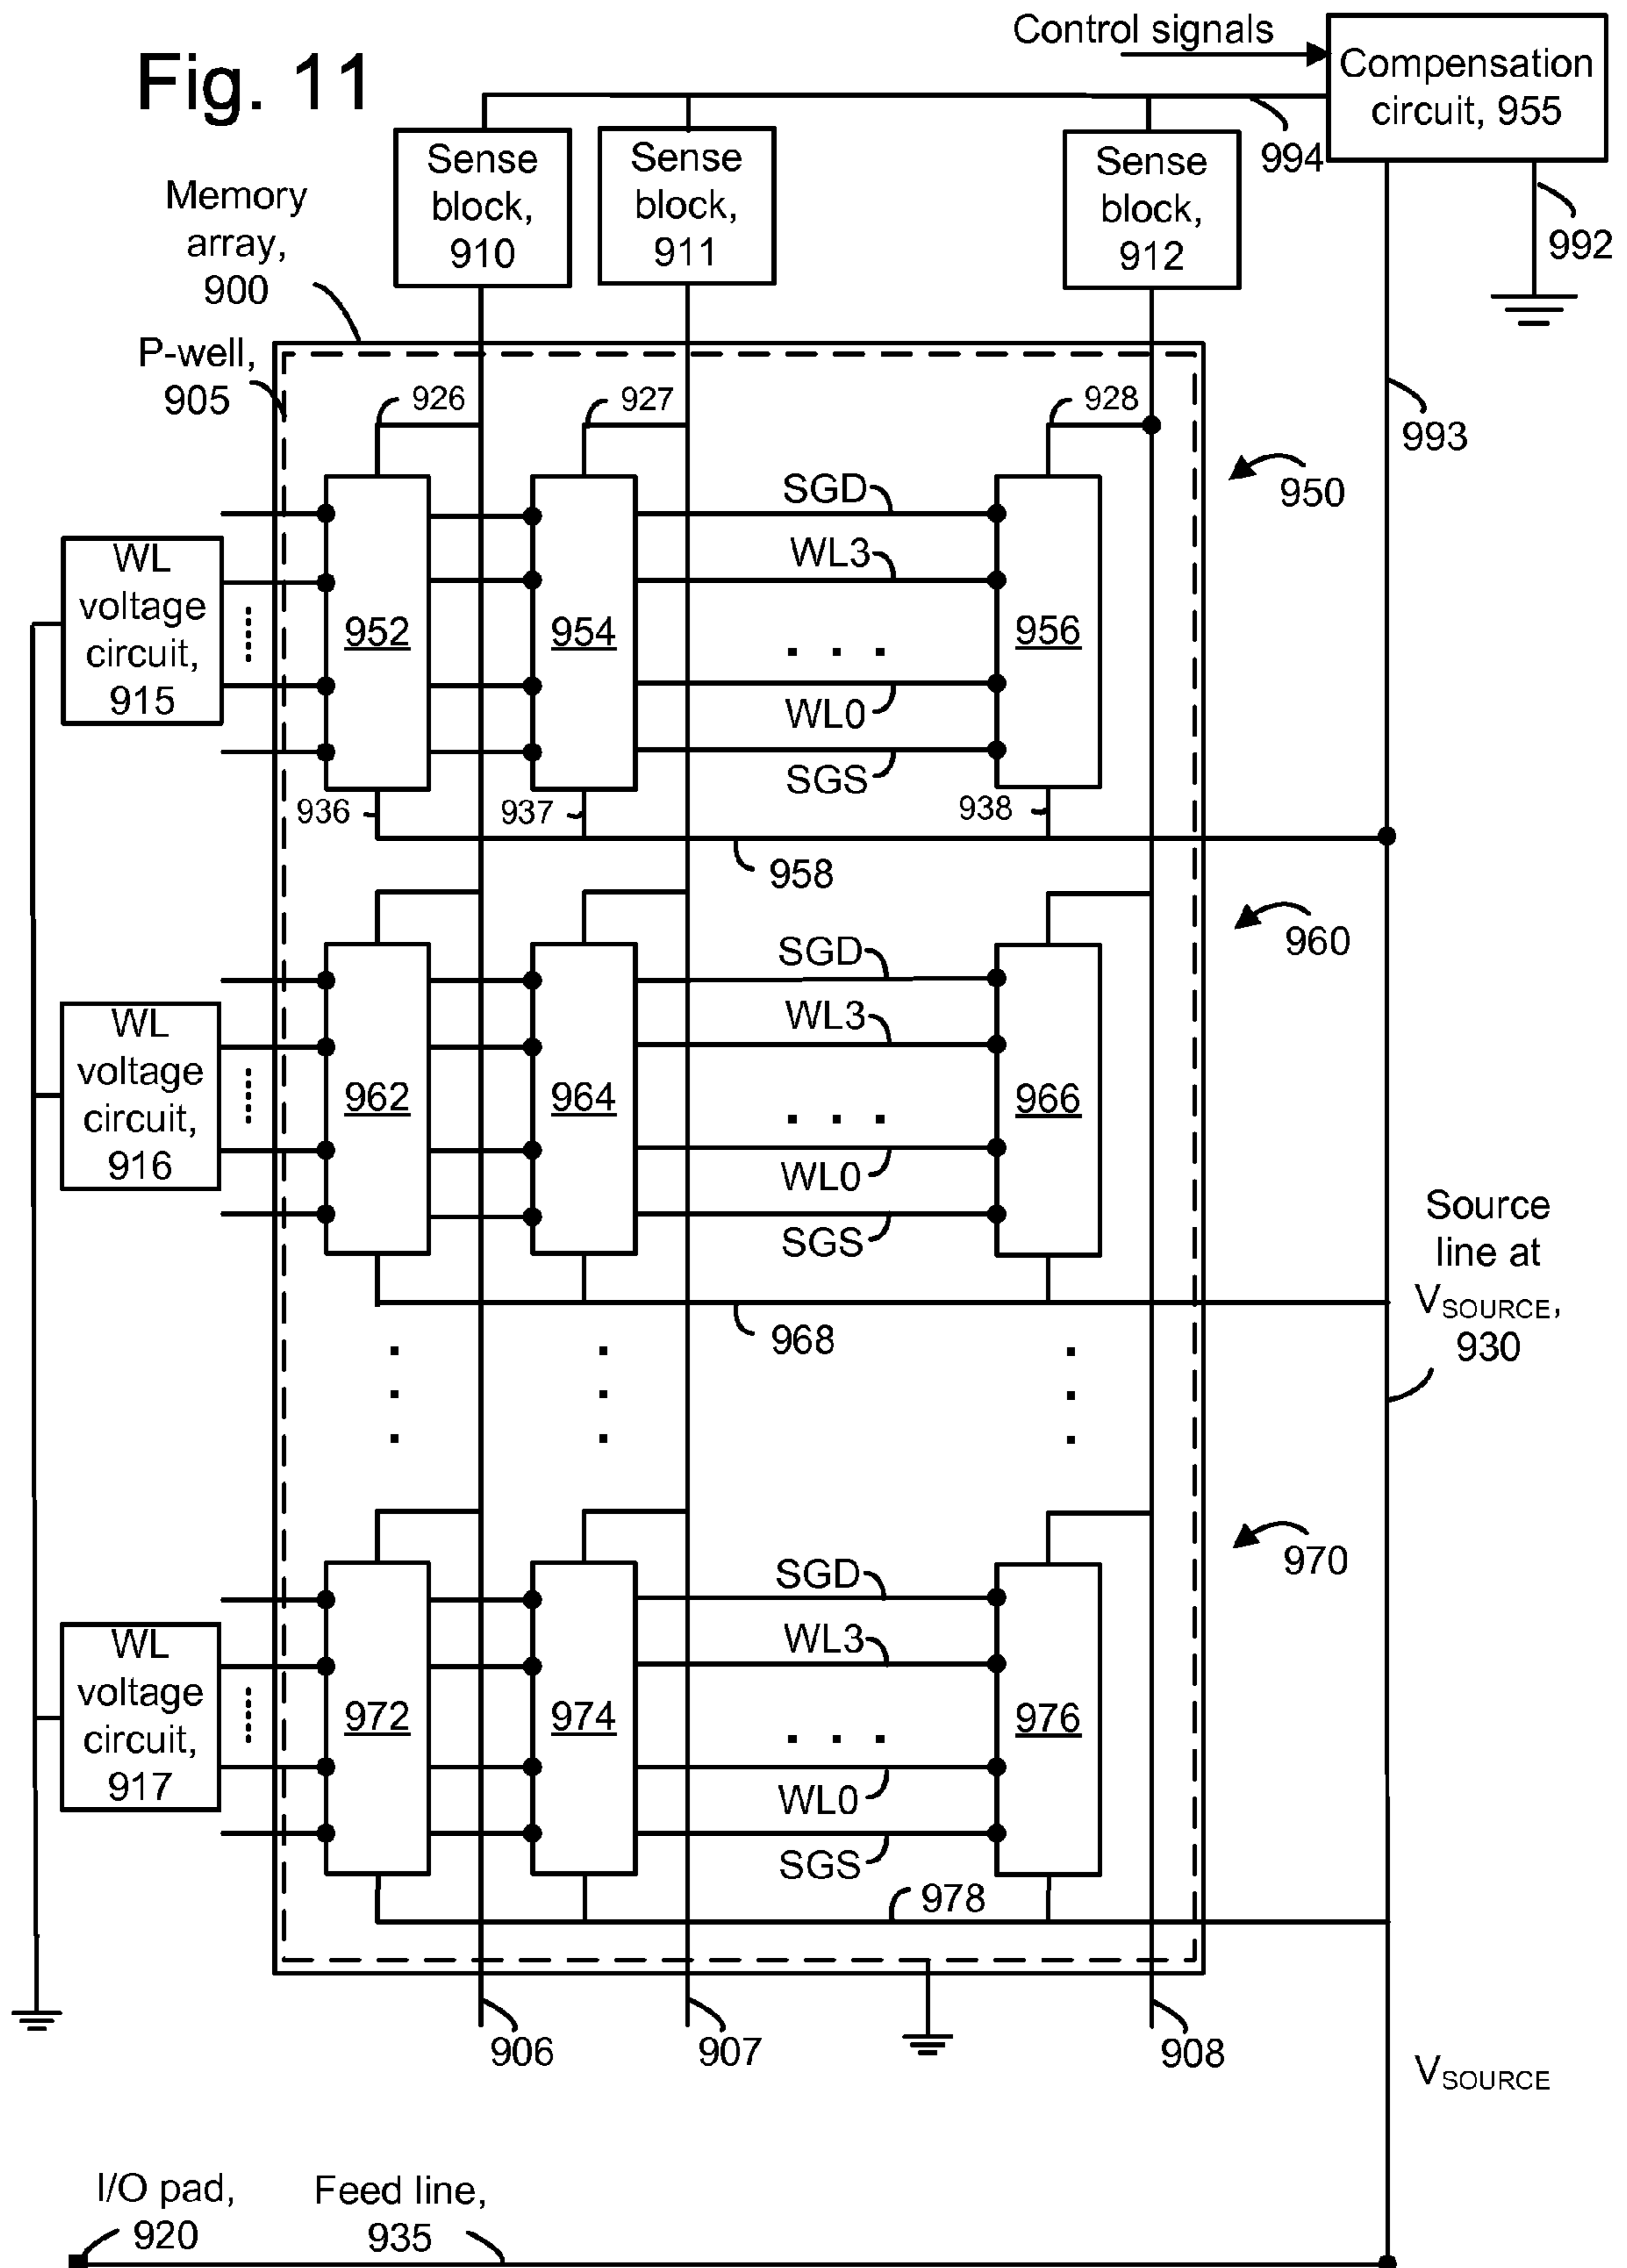 Fig. 11
Control signals
Compensation
circuit, 955
994
992
Sense
block,
910
Sense
block,
911
Sense
block,
912
Memory
array,
900
P-well,
905
926
927
928
993
950
SGD
WL3
WL
voltage
circuit,
915
952
954
. . .
956
WL0
SGS
936
937
938
958
960
SGD
WL3
WL
voltage
circuit,
916
962
964
. . .
966
WL0
SGS
968
Source
line at
VSOURCE,
930
970
SGD
WL3
WL
voltage
circuit,
917
972
974
. . .
976
WL0
SGS
978
906
907
908
VSOURCE
I/O pad,
920
Feed line,
935